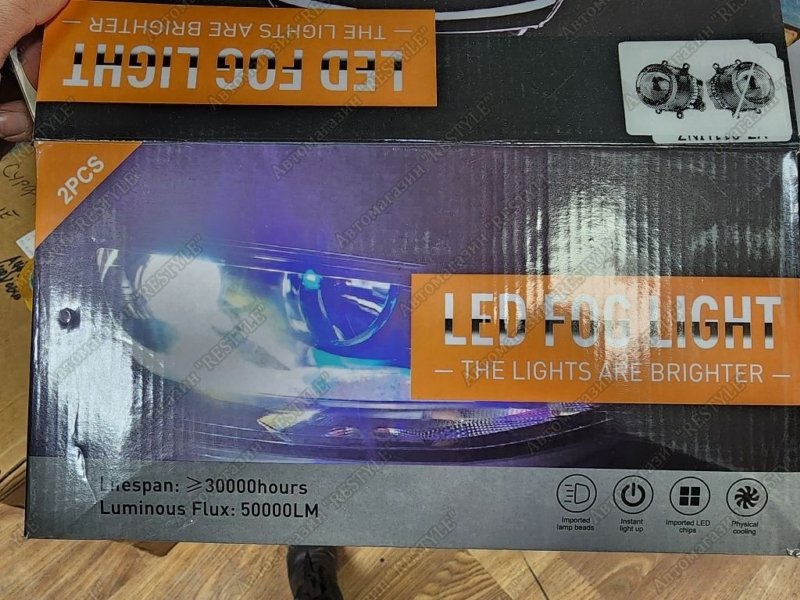 LED FOG LIGHT
— THE LIGHTS ARE BRIGHTER —
2PCS
LED FOG LIGHT
— THE LIGHTS ARE BRIGHTER —
Lifespan: ≥30000hours
Luminous Flux: 50000LM
Imported
lamp beads
Instant
light up
Imported LED
chips
Physical
cooling
Автомагазин "RESTYLE"